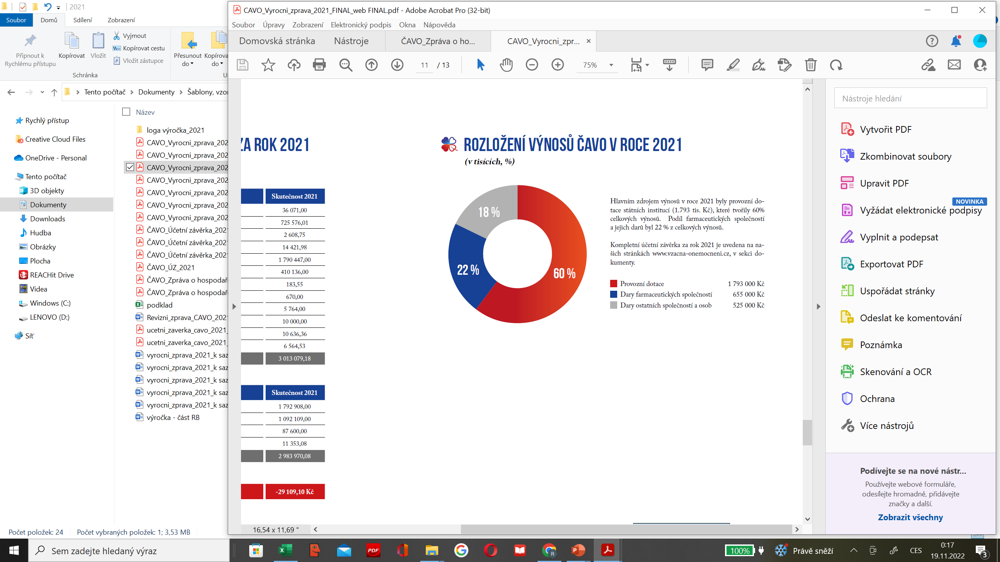 2021
Soubor
Domů
Sdílení
Zobrazení
Připnout k
Rychlému přístupu
Kopírovat
Vložit
Vyjmout
Kopírovat cestu
Vložit zástupce
Schránka
Přesunout
do
do
Tento počítač
Dokumenty
Název
Rychlý přístup
Creative Cloud Files
OneDrive - Personal
Tento počítač
3D objekty
Dokumenty
Downloads
Hudba
Obrázky
Plocha
REACHit Drive
Videa
Windows (C:)
LENOVO (D:)
Síť
loga výročka_2021
CAVO_Vyrocni_zprava_202
CAVO_Vyrocni_zprava_202
CAVO_Vyrocni_zprava_202
CAVO_Vyrocni_zprava_202
CAVO_Vyrocni_zprava_202
CAVO_Vyrocni_zprava_202
CAVO_Vyrocni_zprava_202
ČAVO_Účetní závěrka_2021
ČAVO_Účetní závěrka_2021
ČAVO_Účetní závěrka_2021
ČAVO_ÚZ_2021
ČAVO_Zpráva o hospodař
ČAVO_Zpráva o hospodař
podklad
Revizni_zprava_CAVO_2021
ucetni_zaverka_cavo_2021_
ucetni_zaverka_cavo_2021_
vyrocni_zprava_2021_k saz
vyrocni_zprava_2021_k saz
vyrocni_zprava_2021_k saz
vyrocni_zprava_2021_k saz
vyrocni_zprava_2021_k saz
výročka - část RB
Počet položek: 24
Počet vybraných položek: 1; 3,53 MB
CAVO_Vyrocni_zprava_2021_FINAL_web FINAL.pdf - Adobe Acrobat Pro (32-bit)
Soubor Úpravy Zobrazení Elektronický podpis Okna Nápověda
Domovská stránka
Nástroje
ČAVO_Zpráva o ho...
CAVO_Vyrocni_zpr...
11 / 13
75%
ZA ROK 2021
Skutečnost 2021
36 071,00
725 576,01
2 608,75
14 421,98
1 790 447,00
410 136,00
183,55
670,00
5 764,00
10 000,00
10 636,36
6 564,53
3 013 079,18
Skutečnost 2021
1 792 908,00
1 092 109,00
87 600,00
11 353,08
2 983 970,08
-29 109,10 Kč
ROZLOŽENÍ VÝNOSŮ ČAVO V ROCE 2021
(v tisících, %)
18 %
22 %
60 %
Hlavním zdrojem výnosů v roce 2021 byly provozní do-
tace státních institucí (1.793 tis. Kč), které tvořily 60%
celkových výnosů. Podíl farmaceutických společností
a jejich darů byl 22 % z celkových výnosů.
Kompletní účetní závěrka za rok 2021 je uvedena na na-
šich stránkách www.vzacna-onemocneni.cz, v sekci do-
kumenty.
Provozní dotace 1 793 000 Kč
Dary farmaceutických společností 655 000 Kč
Dary ostatních společností a osob 525 000 Kč
16,54 x 11,69 "
Nástroje hledání
Vytvořit PDF
Zkombinovat soubory
Upravit PDF
NOVINKA
Vyžádat elektronické podpisy
Vyplnit a podepsat
Exportovat PDF
Uspořádat stránky
Odeslat ke komentování
Poznámka
Skenování a OCR
Ochrana
Více nástrojů
Podívejte se na nové nástr...
Používejte webové formuláře,
odesílejte hromadně, přidávejte
značky a další.
Zobrazit všechny
Sem zadejte hledaný výraz
PDF
100%
Právě sněží
CES
0:17
19.11.2022
3